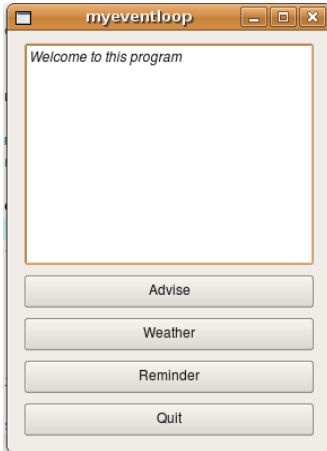 myeventloop
Welcome to this program
Advise
Weather
Reminder
Quit